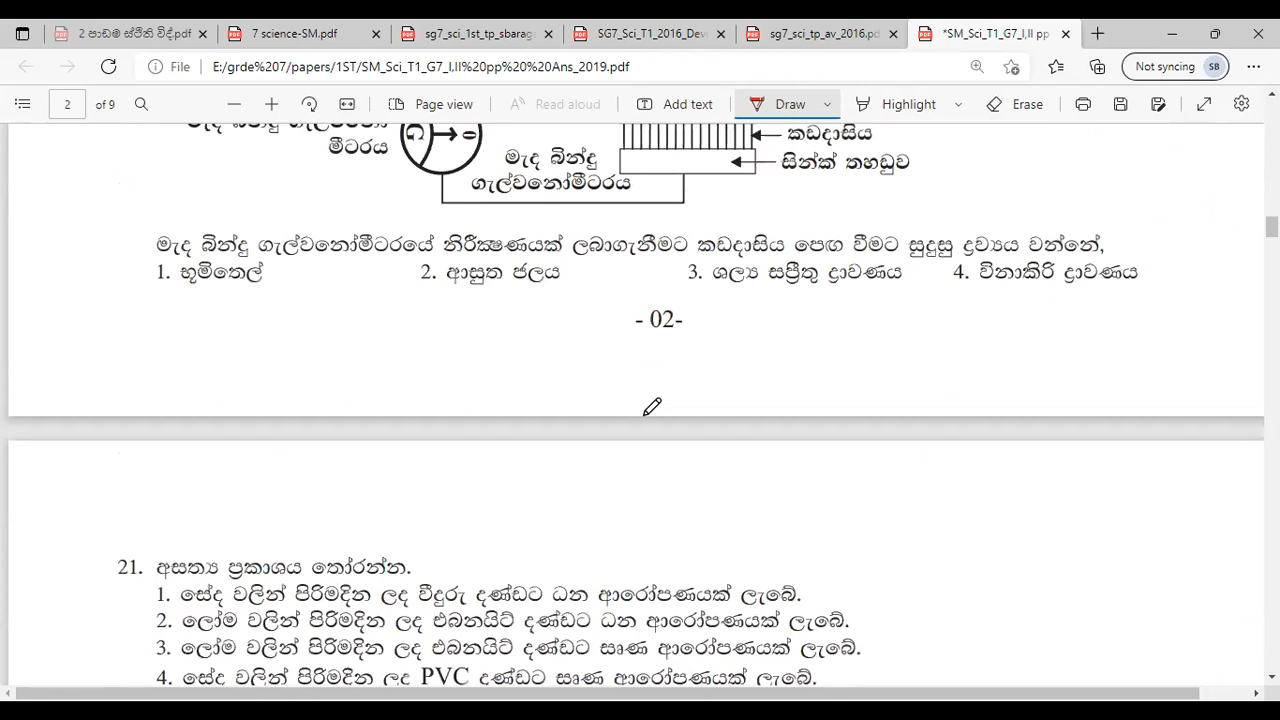 2 පාඩම ස්ථිති විද්.pdf
7 science-SM.pdf
sg7_sci_1st_tp_sbaraga
SG7_Sci_T1_2016_Deve
sg7_sci_tp_av_2016.pd
*SM_Sci_T1_G7_I,II pp
File E:/grde%207/papers/1ST/SM_Sci_T1_G7_I,II%20pp%20%20Ans_2019.pdf
Not syncing SB
2 of 9 Page view Read aloud Add text Draw Highlight Erase
මීටරය
G 0
මැද බින්දු
ගැල්වනෝමීටරය
කඩදාසිය
සින්ක් තහඩුව
මැද බින්දු ගැල්වනෝමීටරයේ නිරීක්‍ෂණයක් ලබාගැනීමට කඩදාසිය පෙඟ වීමට සුදුසු ද්‍රව්‍යය වන්නේ,
1. භූමිතෙල් 2. ආසුත ජලය 3. ශල්‍ය සප්‍රීතු ද්‍රාවණය 4. විනාකිරි ද්‍රාවණය
- 02-
21. අසත්‍ය ප්‍රකාශය තෝරන්න.
1. සේද වලින් පිරිමදින ලද වීදුරු දණ්ඩට ධන ආරෝපණයක් ලැබේ.
2. ලෝම වලින් පිරිමදින ලද එබනයිට් දණ්ඩට ධන ආරෝපණයක් ලැබේ.
3. ලෝම වලින් පිරිමදින ලද එබනයිට් දණ්ඩට සෘණ ආරෝපණයක් ලැබේ.
4. සේද වලින් පිරිමදින ලද PVC දණ්ඩට සෘණ ආරෝපණයක් ලැබේ.